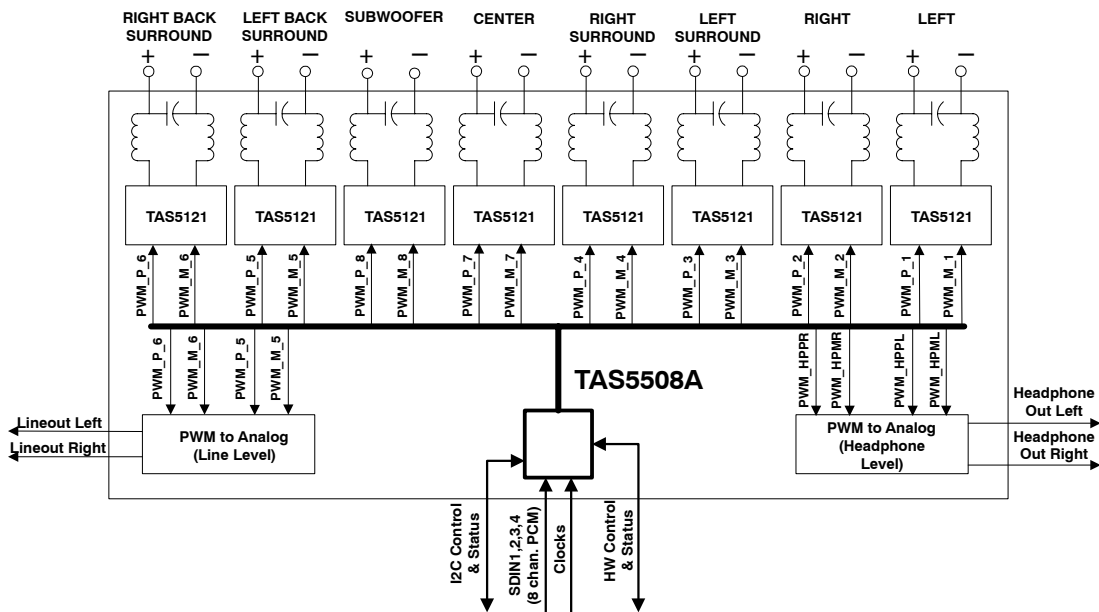 RIGHT BACK
SURROUND
LEFT BACK
SURROUND
SUBWOOFER
CENTER
RIGHT
SURROUND
LEFT
SURROUND
RIGHT
LEFT
+ − + − + − + − + − + − + − + −
TAS5121
TAS5121
TAS5121
TAS5121
TAS5121
TAS5121
TAS5121
TAS5121
PWM_P_6
PWM_M_6
PWM_P_5
PWM_M_5
PWM_P_8
PWM_M_8
PWM_P_7
PWM_M_7
PWM_P_4
PWM_M_4
PWM_P_3
PWM_M_3
PWM_P_2
PWM_M_2
PWM_P_1
PWM_M_1
PWM_P_6
PWM_M_6
PWM_P_5
PWM_M_5
TAS5508A
PWM_HPPR
PWM_HPMR
PWM_HPPL
PWM_HPML
Lineout Left
Lineout Right
PWM to Analog
(Line Level)
PWM to Analog
(Headphone
Level)
Headphone
Out Left
Headphone
Out Right
I2C Control
& Status
SDIN1,2,3,4
(8 chan. PCM)
Clocks
HW Control
& Status